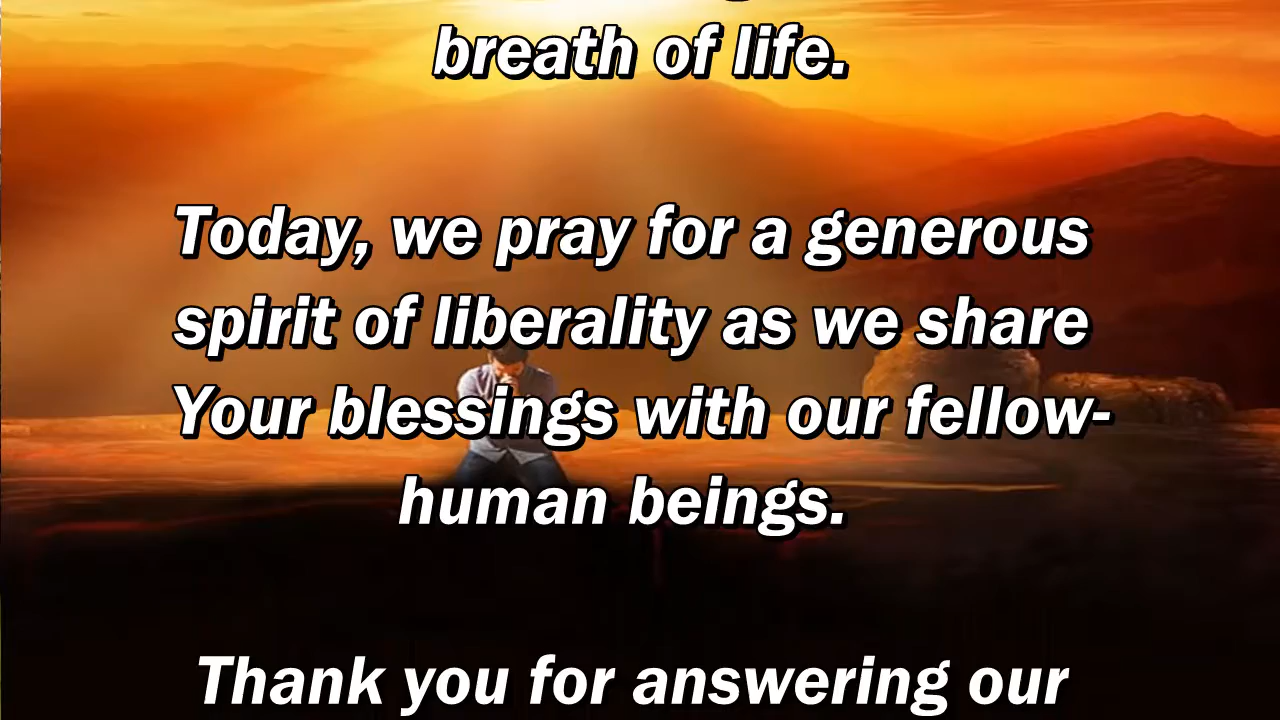 breath of life.
Today, we pray for a generous
spirit of liberality as we share
Your blessings with our fellow-
human beings.
Thank you for answering our